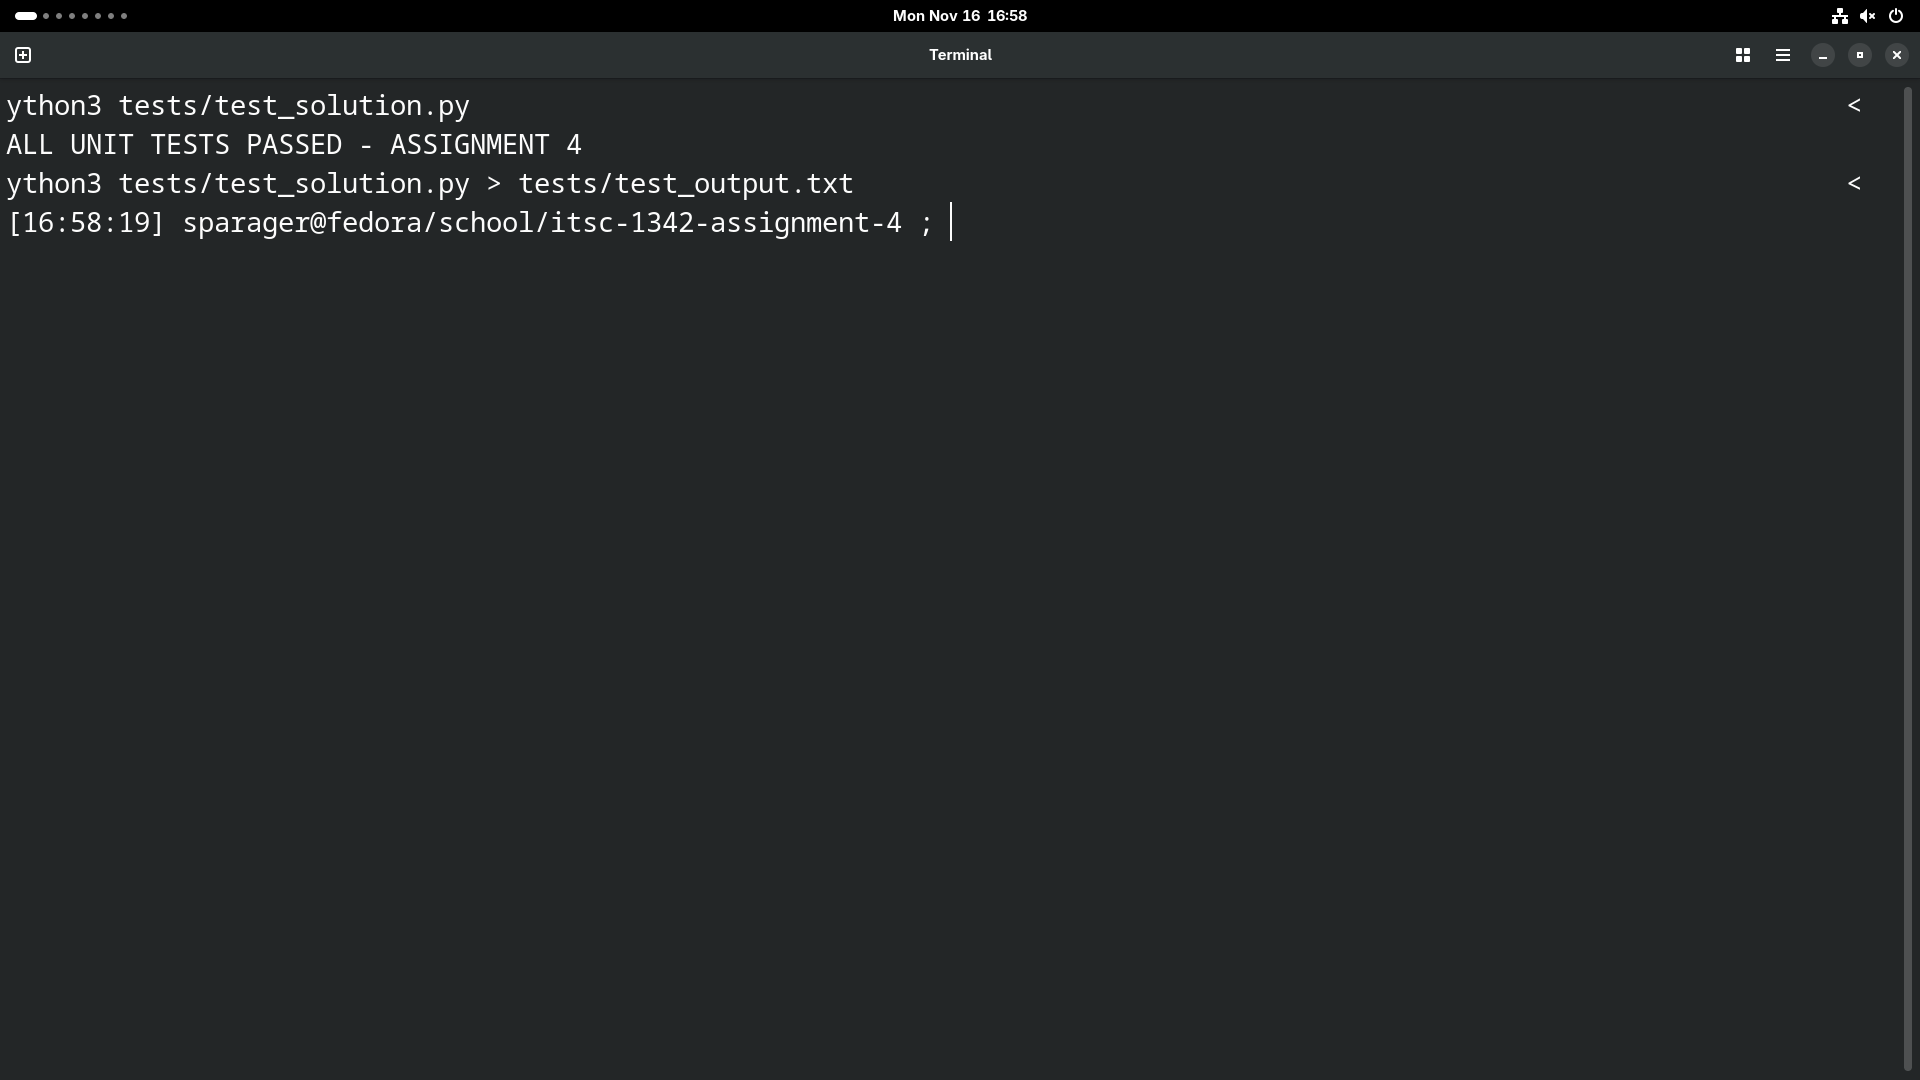 Mon Nov 16 16:58
Terminal
ython3 tests/test_solution.py <
ALL UNIT TESTS PASSED - ASSIGNMENT 4
ython3 tests/test_solution.py > tests/test_output.txt <
[16:58:19] sparager@fedora/school/itsc-1342-assignment-4 ;